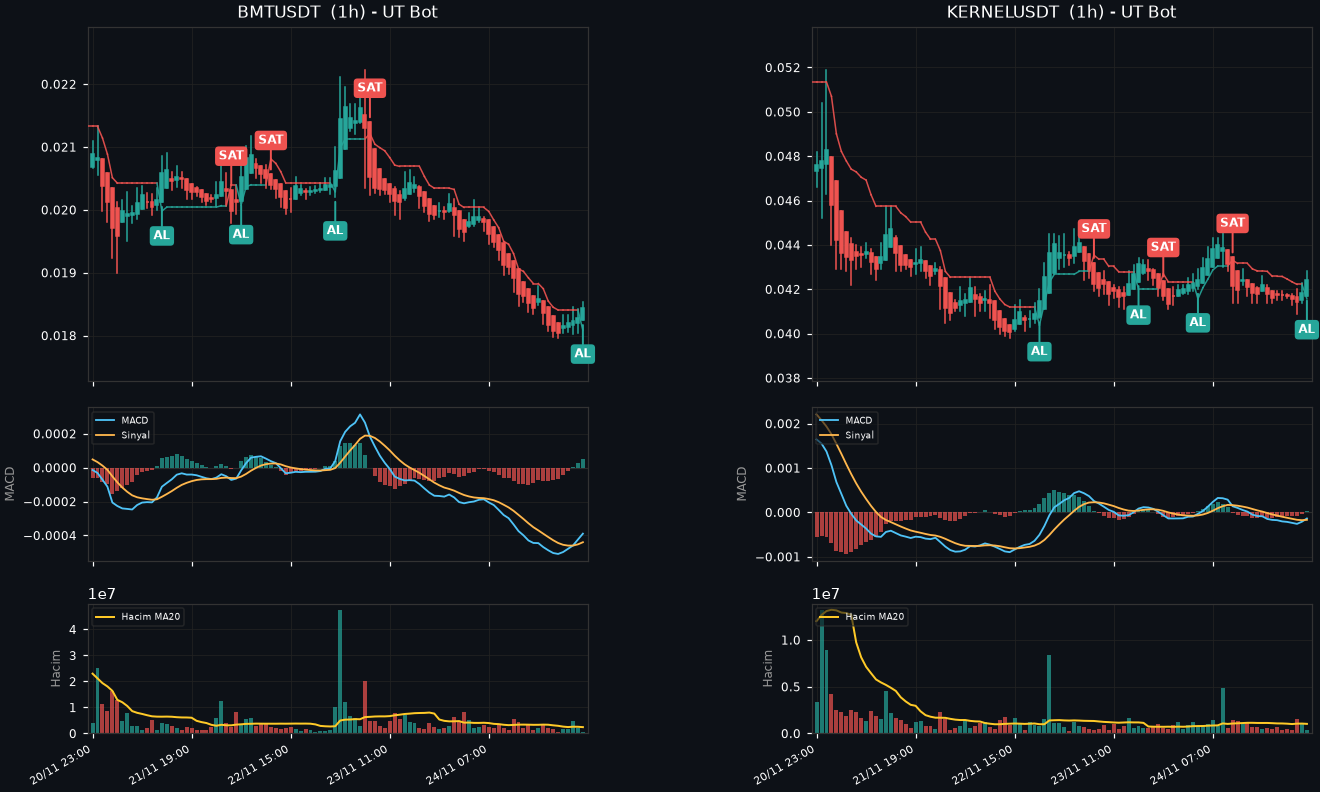 BMTUSDT (1h) - UT Bot
0.022
0.021
0.020
0.019
0.018
SAT
SAT
SAT
AL
AL
AL
AL
MACD
0.0002
0.0000
−0.0002
−0.0004
MACD
Sinyal
1e7
Hacim
4
3
2
1
0
Hacim MA20
20/11 23:00
21/11 19:00
22/11 15:00
23/11 11:00
24/11 07:00
KERNELUSDT (1h) - UT Bot
0.052
0.050
0.048
0.046
0.044
0.042
0.040
0.038
SAT
SAT
SAT
AL
AL
AL
AL
MACD
0.002
0.001
0.000
−0.001
MACD
Sinyal
1e7
Hacim
1.0
0.5
0.0
Hacim MA20
20/11 23:00
21/11 19:00
22/11 15:00
23/11 11:00
24/11 07:00